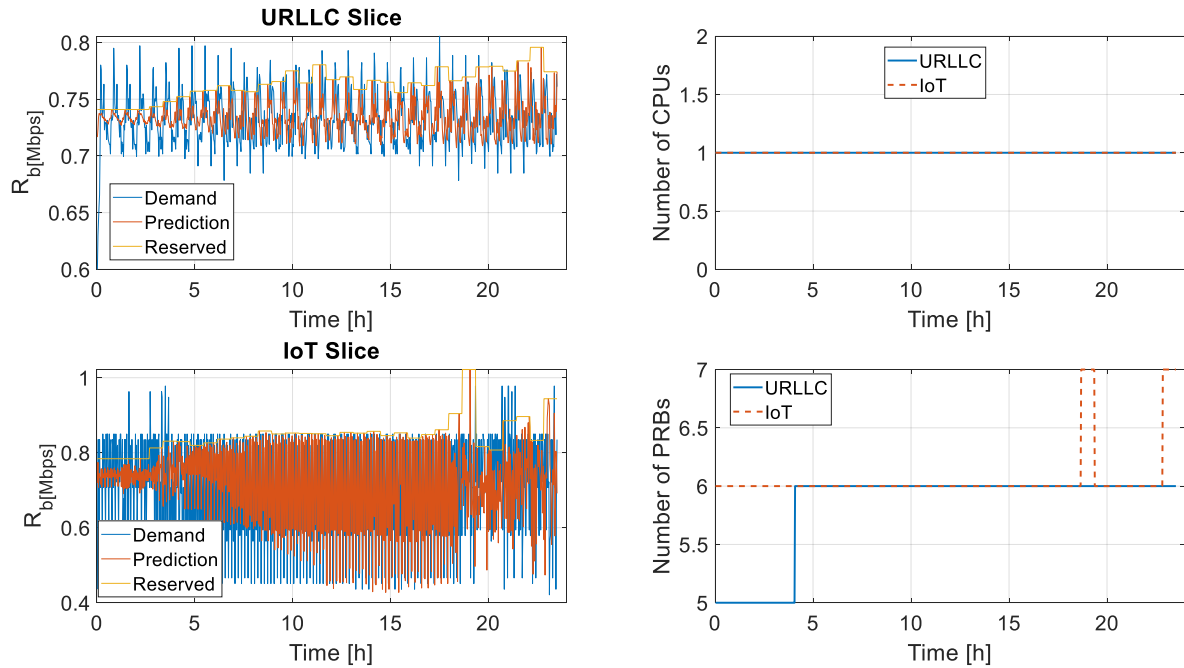 URLLC Slice
0.8
0.75
0.7
0.65
0.6
R_b[Mbps]
Demand
Prediction
Reserved
0 5 10 15 20
Time [h]
2
1.5
1
0.5
0
Number of CPUs
URLLC
IoT
0 5 10 15 20
Time [h]
IoT Slice
1
0.8
0.6
0.4
R_b[Mbps]
Demand
Prediction
Reserved
0 5 10 15 20
Time [h]
7
6.5
6
5.5
5
Number of PRBs
URLLC
IoT
0 5 10 15 20
Time [h]